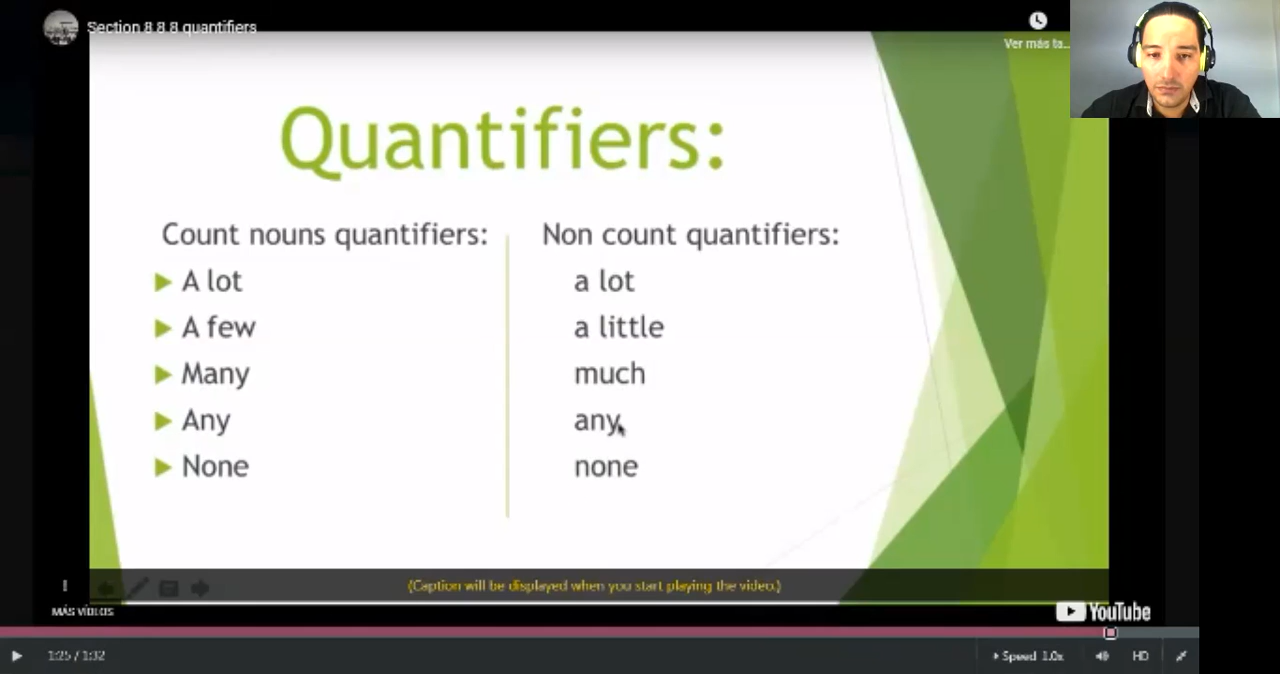 Section 8 8 8 quantifiers
Ver más ta...
Quantifiers:
Count nouns quantifiers:
A lot
A few
Many
Any
None
Non count quantifiers:
a lot
a little
much
any
none
(Caption will be displayed when you start playing the video.)
MÁS VÍDEOS
YouTube
1:25 / 1:32
Speed 1.0x
HD